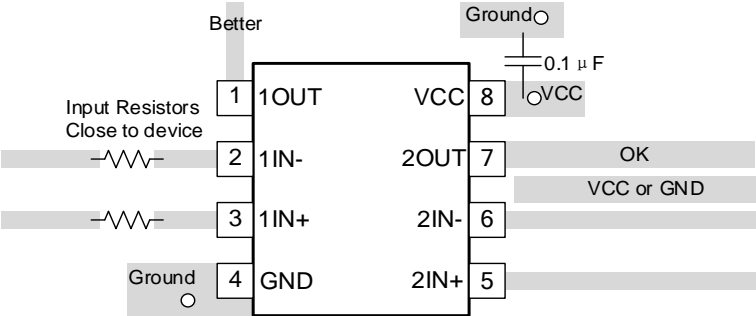 Ground
Better
0.1 μF
1 1OUT VCC 8 VCC
Input Resistors
Close to device
2 1IN- 2OUT 7 OK
VCC or GND
3 1IN+ 2IN- 6
Ground
4 GND 2IN+ 5